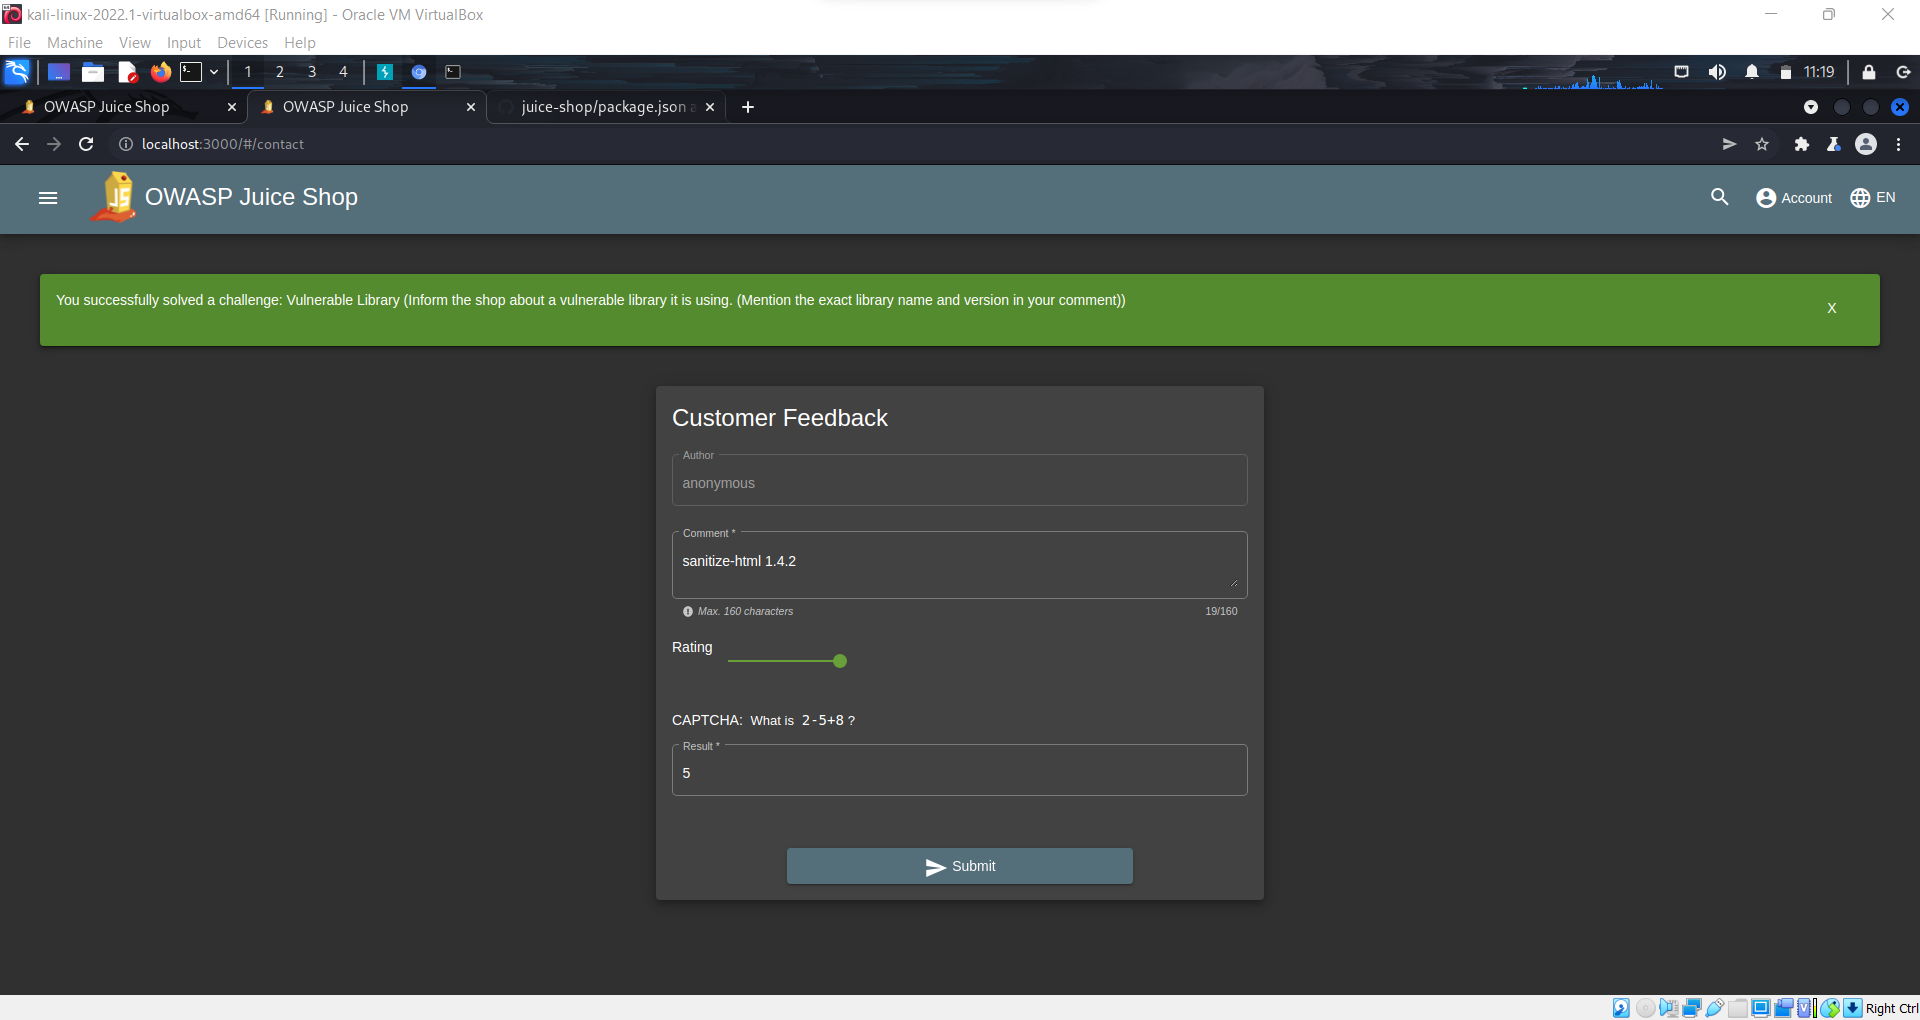 kali-linux-2022.1-virtualbox-amd64 [Running] - Oracle VM VirtualBox
File Machine View Input Devices Help
1 2 3 4 11:19
OWASP Juice Shop OWASP Juice Shop juice-shop/package.json a
localhost:3000/#/contact
OWASP Juice Shop Account EN
You successfully solved a challenge: Vulnerable Library (Inform the shop about a vulnerable library it is using. (Mention the exact library name and version in your comment))
X
Customer Feedback
Author
anonymous
Comment *
sanitize-html 1.4.2
Max. 160 characters 19/160
Rating
CAPTCHA: What is 2-5+8 ?
Result *
5
Submit
Right Ctrl